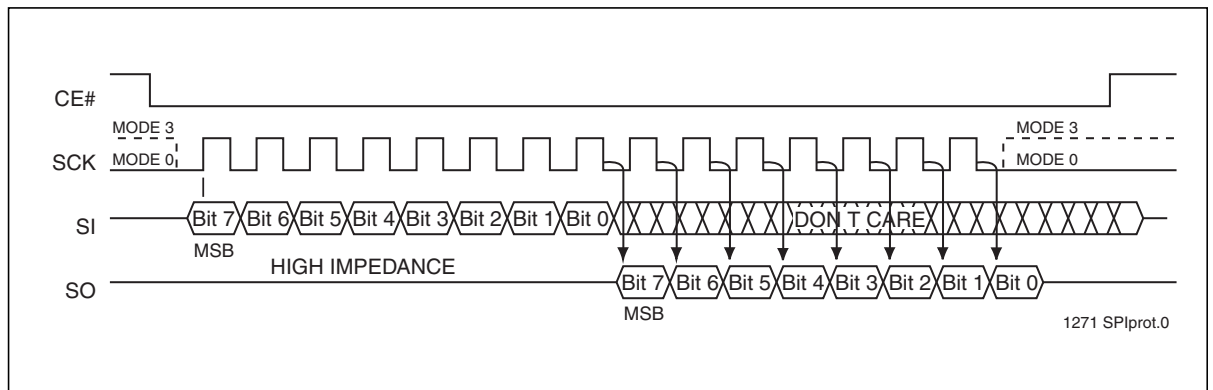 CE#
MODE 3 MODE 3
SCK MODE 0 MODE 0
SI Bit 7 Bit 6 Bit 5 Bit 4 Bit 3 Bit 2 Bit 1 Bit 0 DON T CARE
MSB
HIGH IMPEDANCE
SO Bit 7 Bit 6 Bit 5 Bit 4 Bit 3 Bit 2 Bit 1 Bit 0
MSB
1271 SPIprot.0